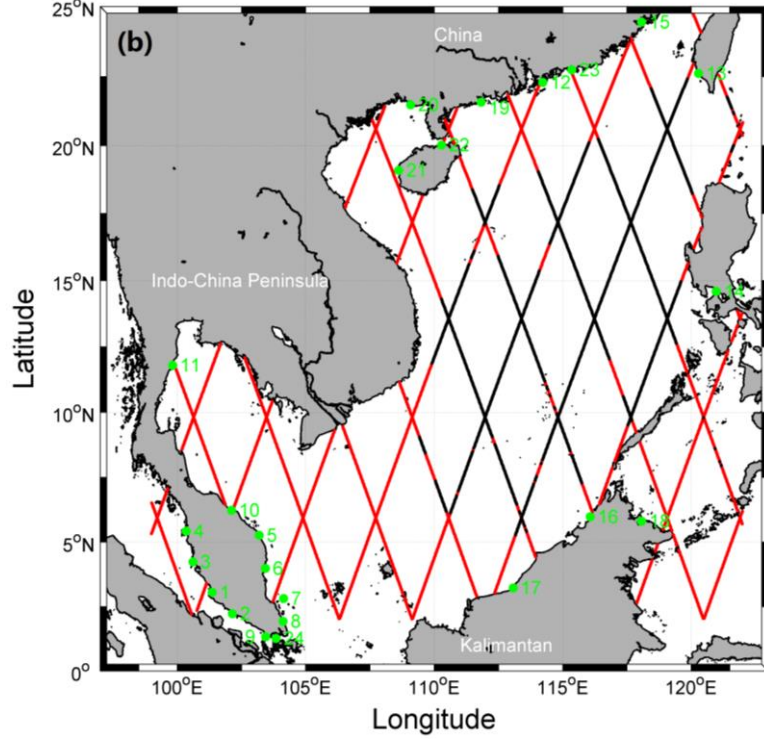 25°N
(b)
China
15
23
12
13
20
19
20°N
22
21
15°N
Indo-China Peninsula
14
Latitude
11
10°N
10
16
18
4
5
5°N
3
6
17
1
7
2
8
9
24
Kalimantan
0°
100°E
105°E
110°E
115°E
120°E
Longitude